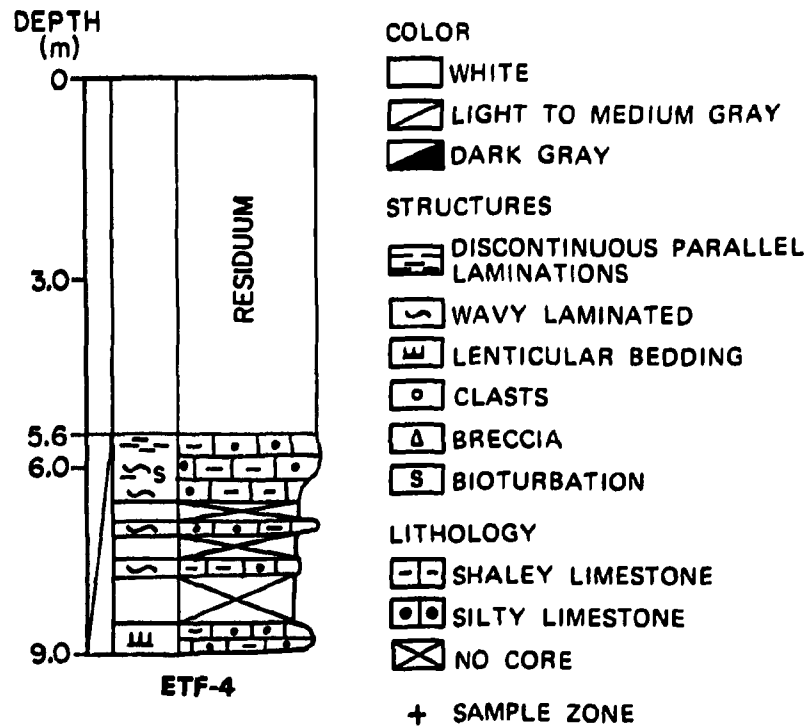 DEPTH
(m)
0
3.0
5.6
6.0
9.0
RESIDUUM
S
ETF-4
COLOR
WHITE
LIGHT TO MEDIUM GRAY
DARK GRAY
STRUCTURES
DISCONTINUOUS PARALLEL
LAMINATIONS
WAVY LAMINATED
LENTICULAR BEDDING
CLASTS
BRECCIA
S BIOTURBATION
LITHOLOGY
SHALEY LIMESTONE
SILTY LIMESTONE
NO CORE
+ SAMPLE ZONE